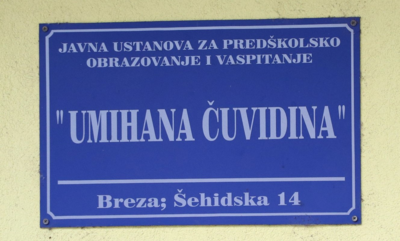 JAVNA USTANOVA ZA PREDŠKOLSKO
OBRAZOVANJE I VASPITANJE
"UMIHANA ČUVIDINA"
Breza; Šehidska 14